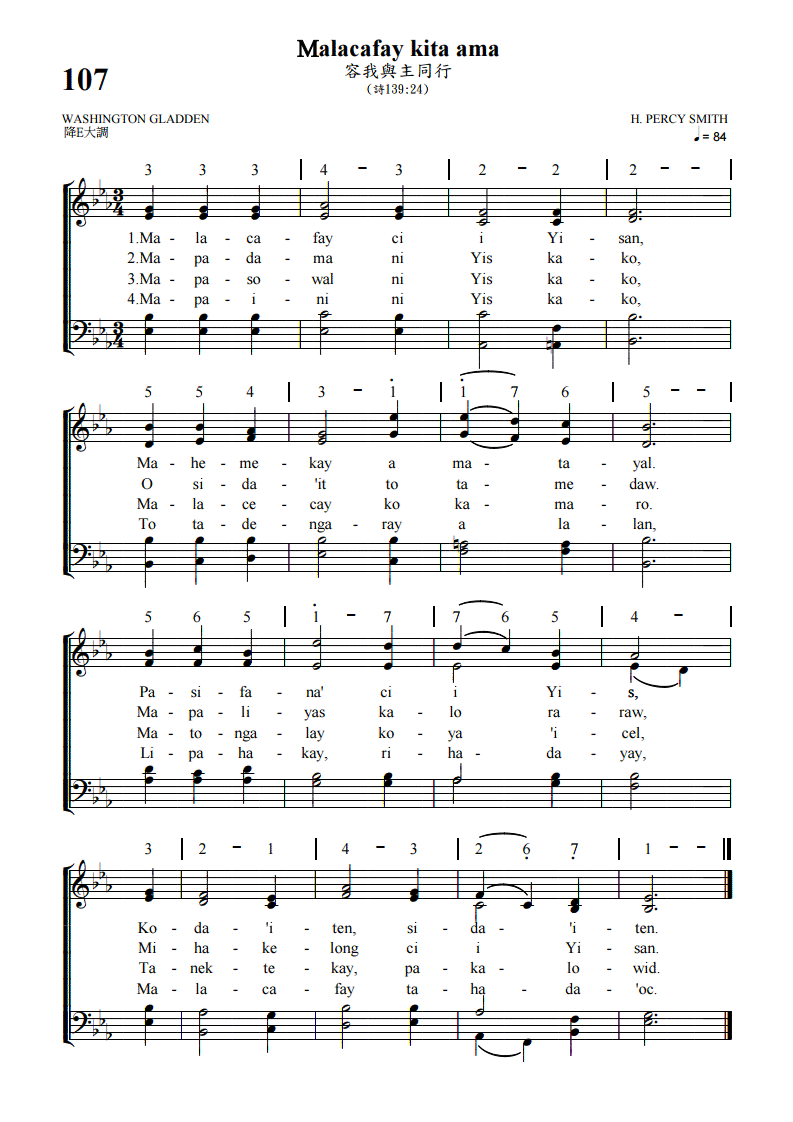 Malacafay kita ama
容我與主同行
(詩139:24)
107
WASHINGTON GLADDEN
H. PERCY SMITH
降E大調
♩= 84
3 3 3 | 4 - 3 | 2 - 2 | 2 - - |
1.Ma - la - ca - fay ci i Yi - san,
2.Ma - pa - da - ma ni Yis ka - ko,
3.Ma - pa - so - wal ni Yis ka - ko,
4.Ma - pa - i - ni ni Yis ka - ko,
5 5 4 | 3 - 1̇ | 1̇ 7 6 | 5 - - |
Ma - he - me - kay a ma - ta - yal.
O si - da - 'it to ta - me - daw.
Ma - la - ce - cay ko ka - ma - ro.
To ta - de - nga - ray a la - lan,
5 6 5 | 1̇ - 7 | 7 6 5 | 4 - |
Pa - si - fa - na' ci i Yi - s,
Ma - pa - li - yas ka - lo ra - raw,
Ma - to - nga - lay ko - ya 'i - cel,
Li - pa - ha - kay, ri - ha - da - yay,
3 | 2 - 1 | 4 - 3 | 2 6̣ 7̣ | 1 - - ‖
Ko - da - 'i - ten, si - da - 'i - ten.
Mi - ha - ke - long ci i Yi - san.
Ta - nek - te - kay, pa - ka - lo - wid.
Ma - la - ca - fay ta - ha - da - 'oc.